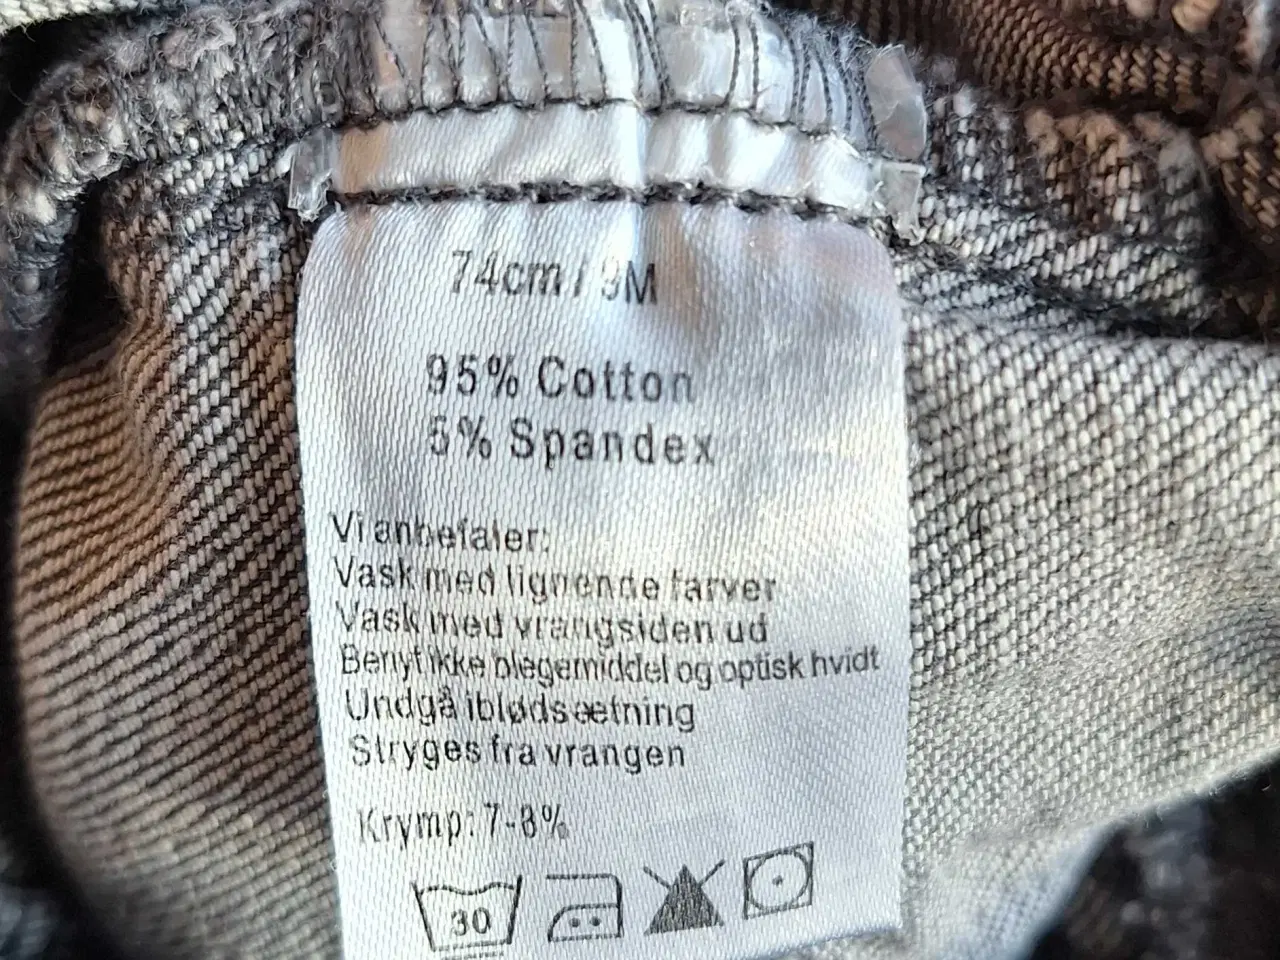 74cm / 9M
95% Cotton
5% Spandex
Vi anbefaler:
Vask med lignende farver
Vask med vrangsiden ud
Benyt ikke blegemiddel og optisk hvidt
Undgå iblødsætning
Stryges fra vrangen
Krymp: 7-8%
30